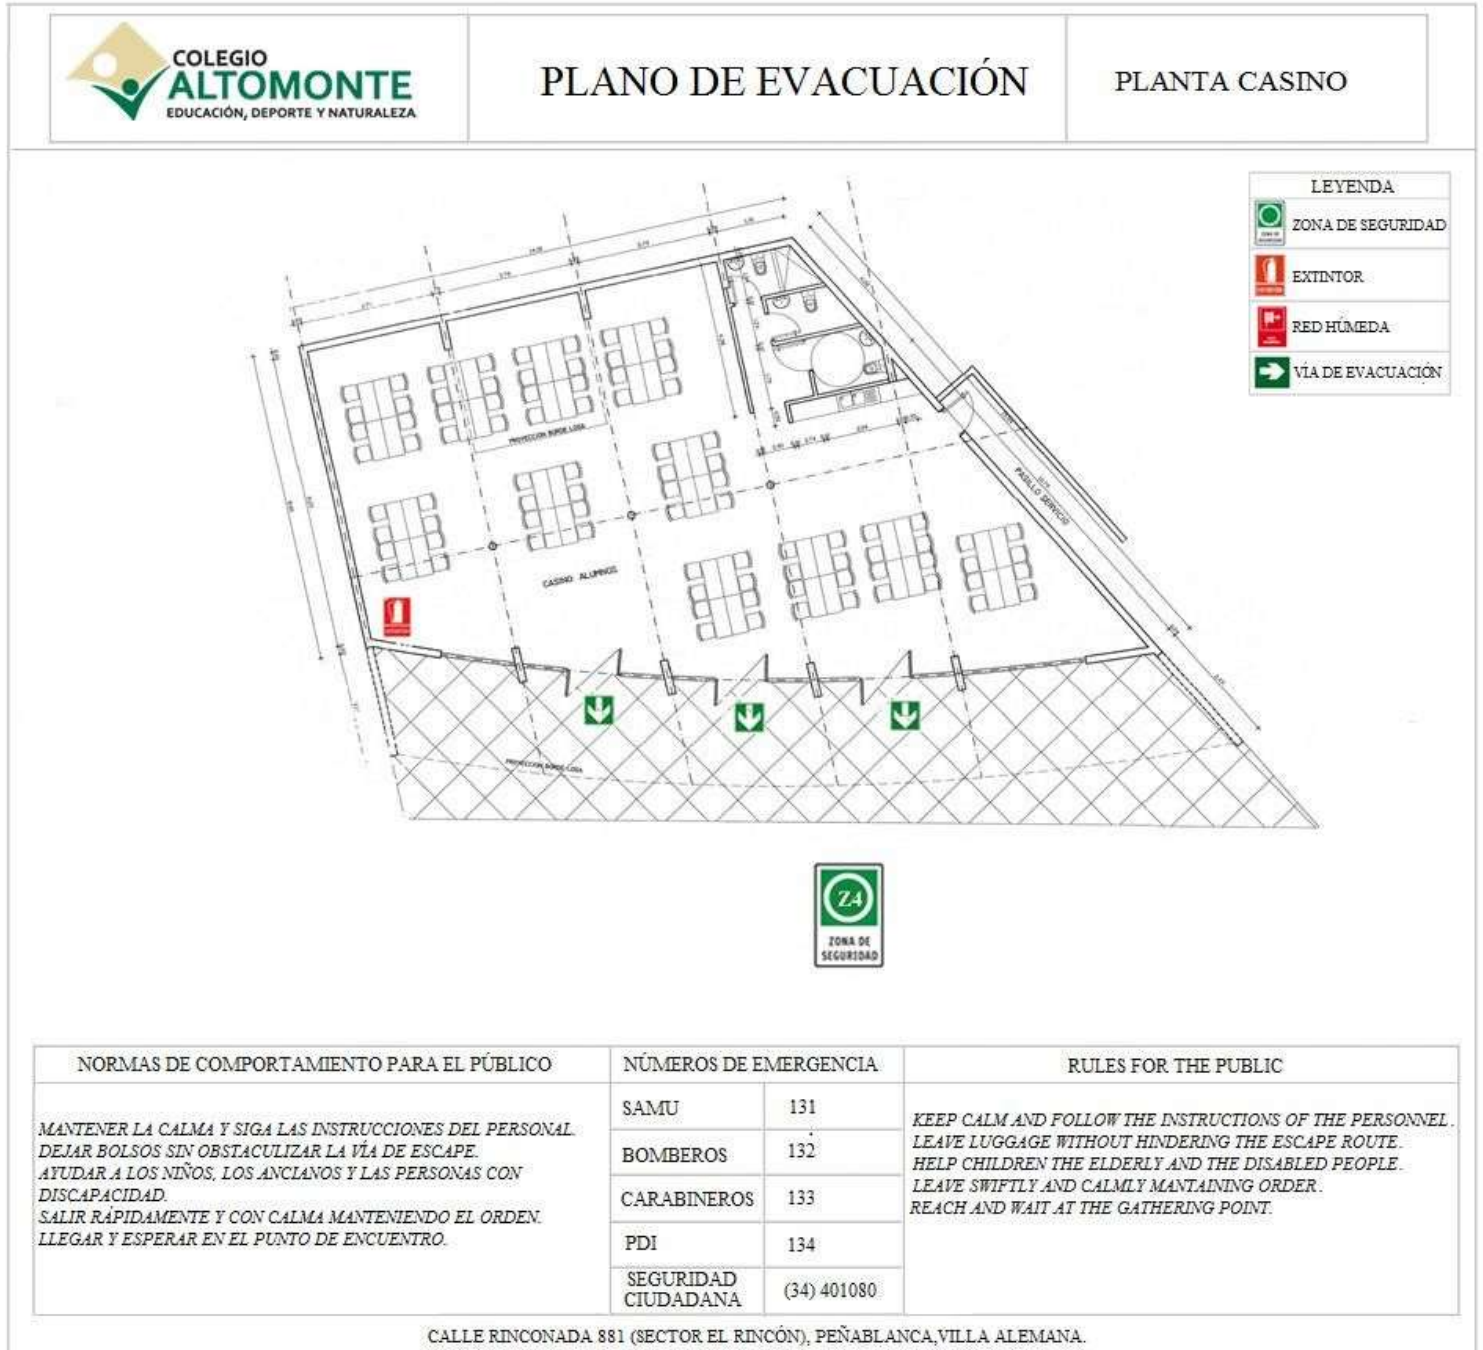 COLEGIO
ALTOMONTE
EDUCACIÓN, DEPORTE Y NATURALEZA
PLANO DE EVACUACIÓN
PLANTA CASINO
LEYENDA
ZONA DE SEGURIDAD
EXTINTOR
RED HÚMEDA
VÍA DE EVACUACIÓN
PROYECCION BORDE LOSA
PASILLO SERVICIO
CASINO ALUMNOS
PROYECCION BORDE LOSA
Z4
ZONA DE
SEGURIDAD
NORMAS DE COMPORTAMIENTO PARA EL PÚBLICO
MANTENER LA CALMA Y SIGA LAS INSTRUCCIONES DEL PERSONAL.
DEJAR BOLSOS SIN OBSTACULIZAR LA VÍA DE ESCAPE.
AYUDAR A LOS NIÑOS, LOS ANCIANOS Y LAS PERSONAS CON
DISCAPACIDAD.
SALIR RÁPIDAMENTE Y CON CALMA MANTENIENDO EL ORDEN.
LLEGAR Y ESPERAR EN EL PUNTO DE ENCUENTRO.
NÚMEROS DE EMERGENCIA
SAMU 131
BOMBEROS 132
CARABINEROS 133
PDI 134
SEGURIDAD
CIUDADANA (34) 401080
RULES FOR THE PUBLIC
KEEP CALM AND FOLLOW THE INSTRUCTIONS OF THE PERSONNEL.
LEAVE LUGGAGE WITHOUT HINDERING THE ESCAPE ROUTE.
HELP CHILDREN THE ELDERLY AND THE DISABLED PEOPLE.
LEAVE SWIFTLY AND CALMLY MANTAINING ORDER.
REACH AND WAIT AT THE GATHERING POINT.
CALLE RINCONADA 881 (SECTOR EL RINCÓN), PEÑABLANCA,VILLA ALEMANA.